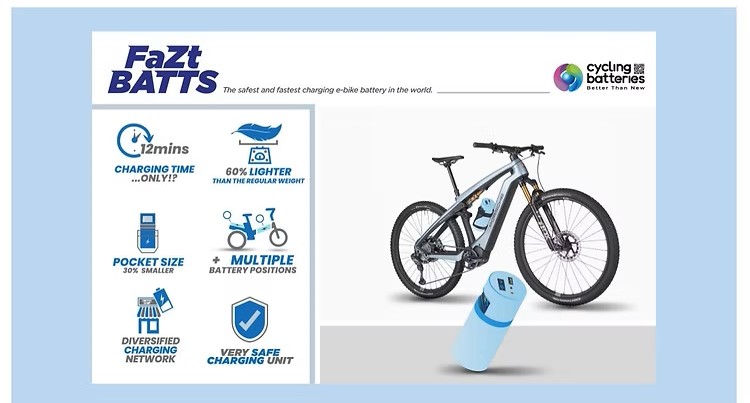 FaZt
BATTS
The safest and fastest charging e-bike battery in the world.
cycling
batteries
Better Than New
12mins
CHARGING TIME
...ONLY!?
60% LIGHTER
THAN THE REGULAR WEIGHT
POCKET SIZE
30% SMALLER
+ MULTIPLE
BATTERY POSITIONS
DIVERSIFIED
CHARGING
NETWORK
VERY SAFE
CHARGING UNIT